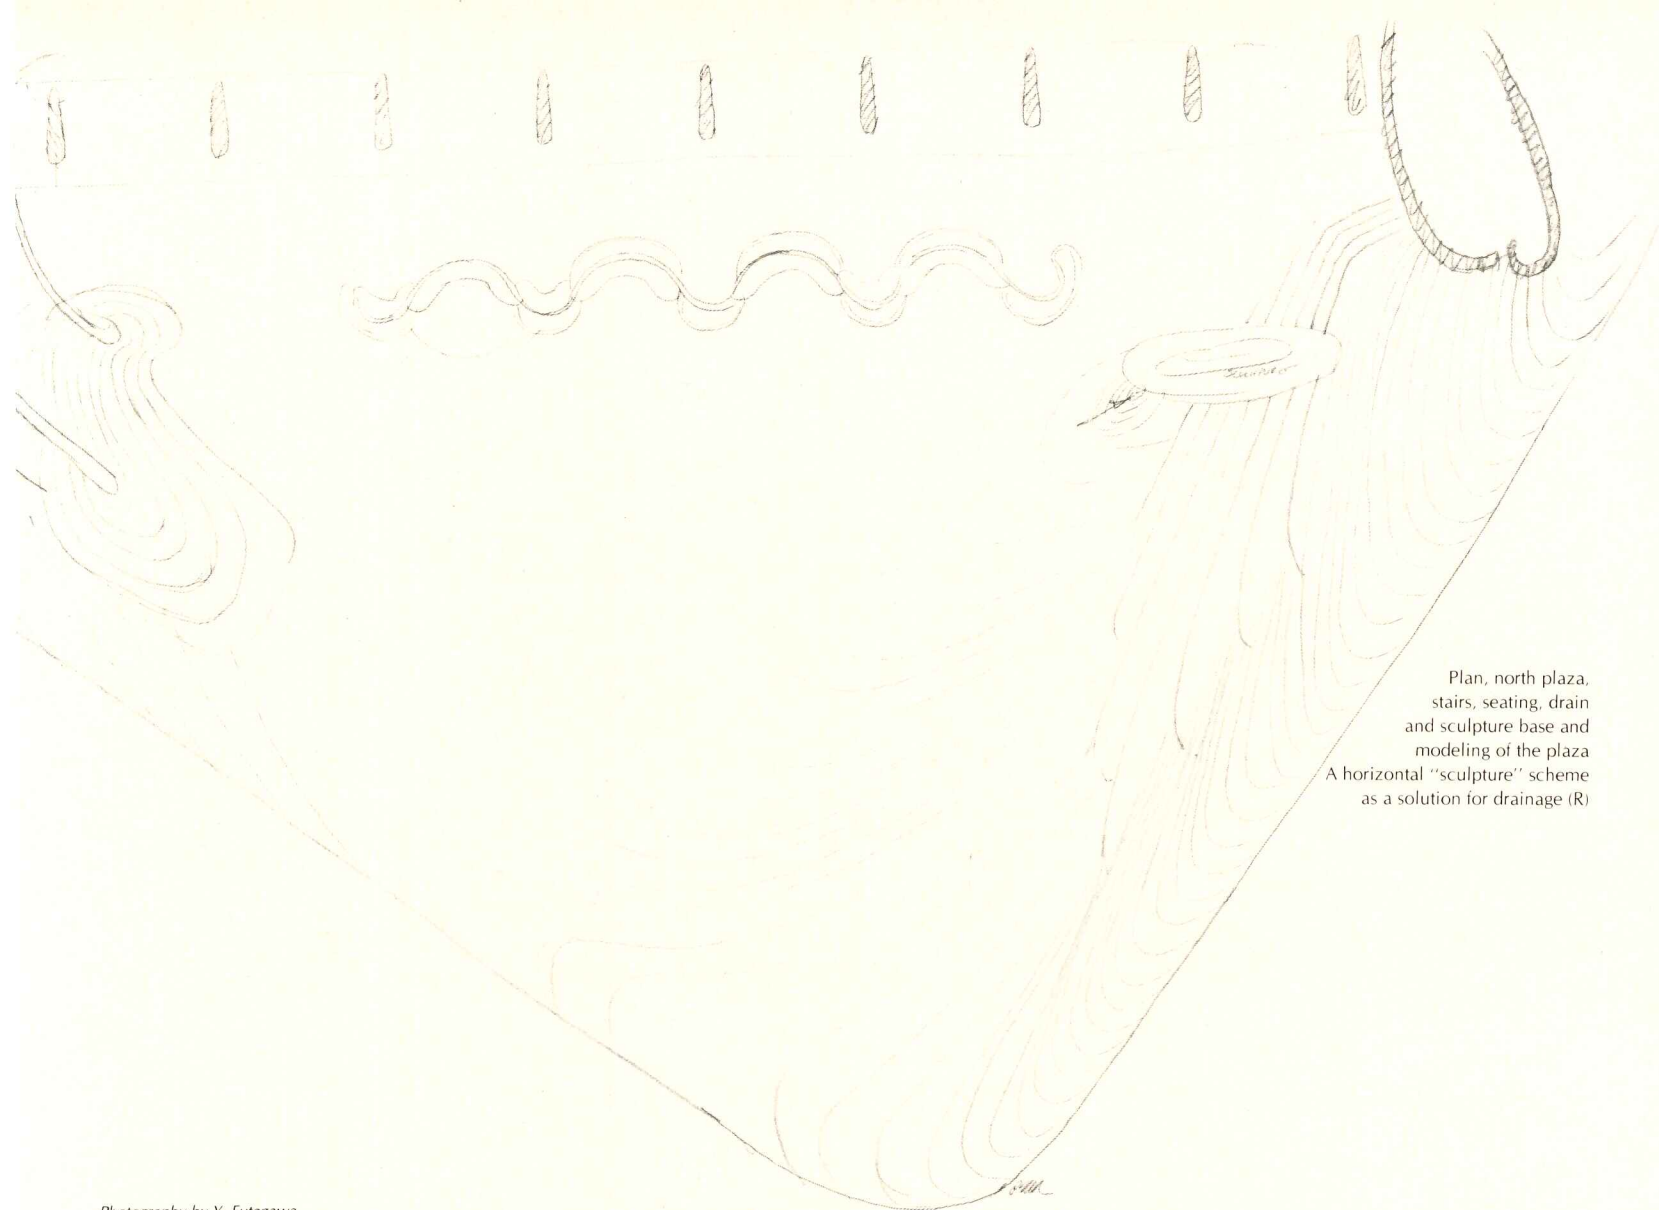 Plan, north plaza,
stairs, seating, drain
and sculpture base and
modeling of the plaza
A horizontal "sculpture" scheme
as a solution for drainage (R)
Photography by Y. Futagawa